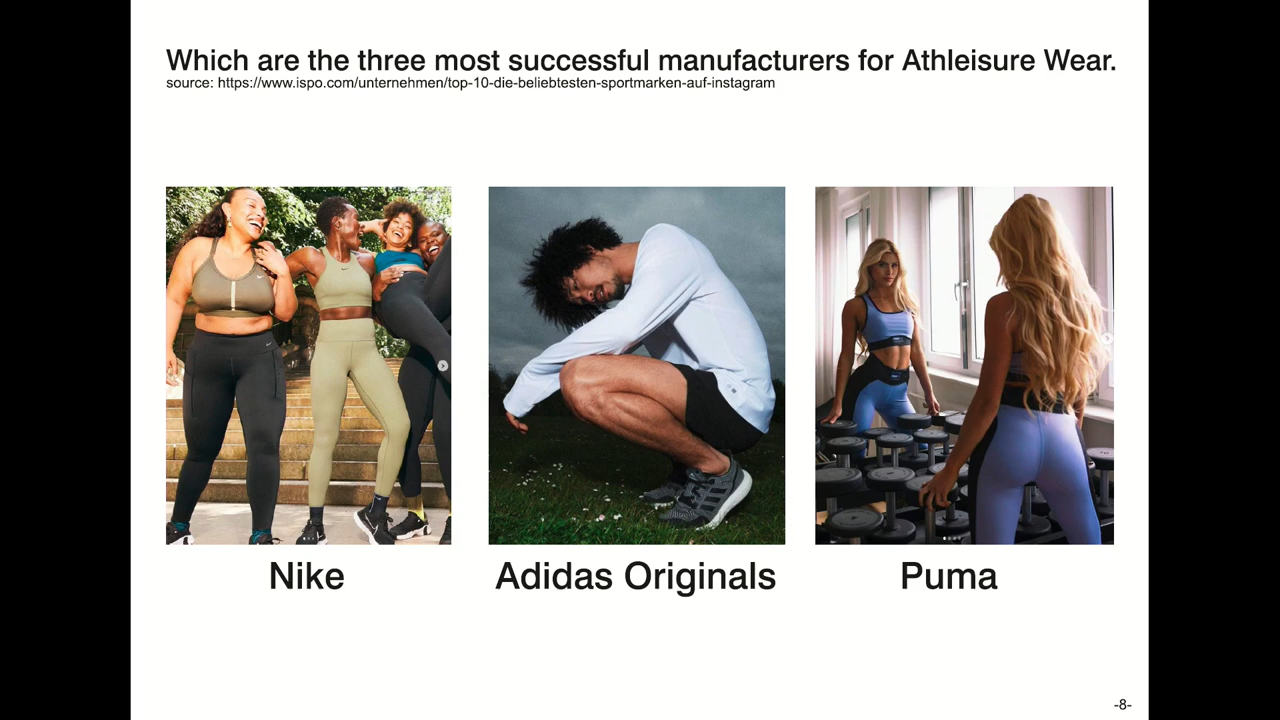 Which are the three most successful manufacturers for Athleisure Wear.
source: https://www.ispo.com/unternehmen/top-10-die-beliebtesten-sportmarken-auf-instagram
Nike
Adidas Originals
Puma
-8-